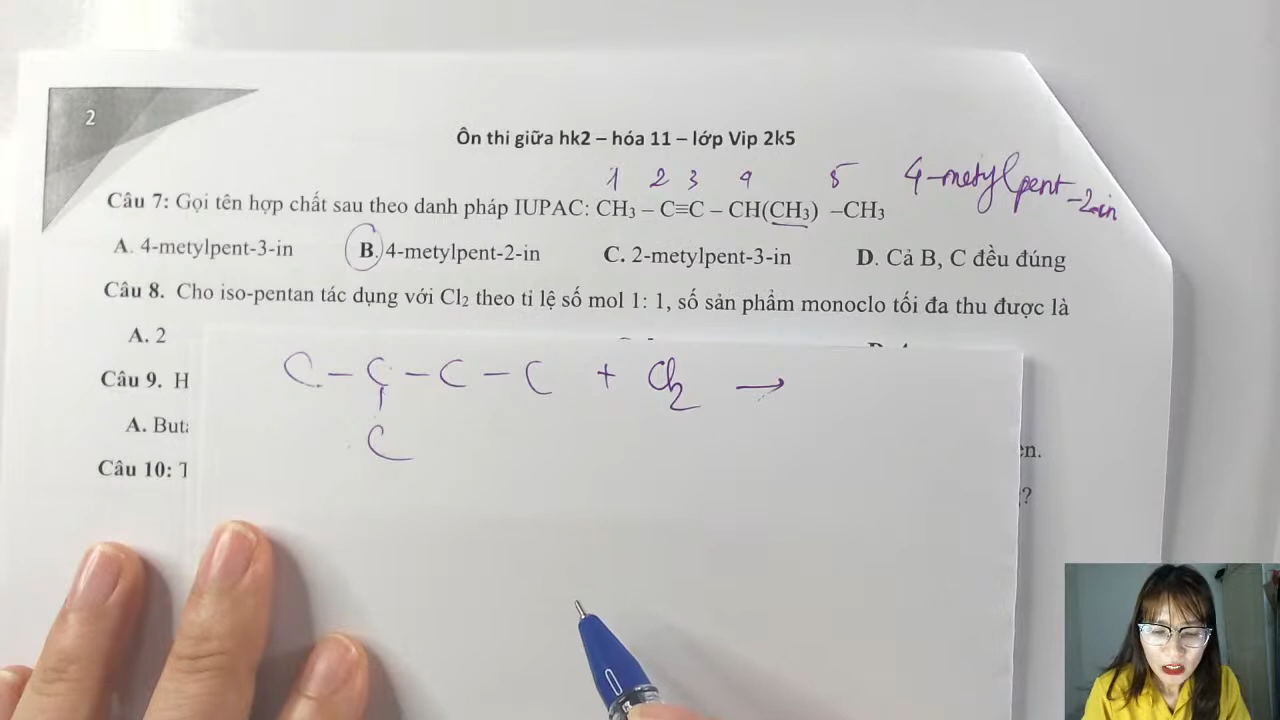 2
Ôn thi giữa hk2 – hóa 11 – lớp Vip 2k5
1 2 3 4 5 4-metylpent-2-in
Câu 7: Gọi tên hợp chất sau theo danh pháp IUPAC: CH₃ – C≡C – CH(CH₃) –CH₃
A. 4-metylpent-3-in B. 4-metylpent-2-in C. 2-metylpent-3-in D. Cả B, C đều đúng
Câu 8. Cho iso-pentan tác dụng với Cl₂ theo tỉ lệ số mol 1: 1, số sản phẩm monoclo tối đa thu được là
A. 2
C – C – C – C + Cl₂ →
C
Câu 9. H
A. But
Câu 10:
?